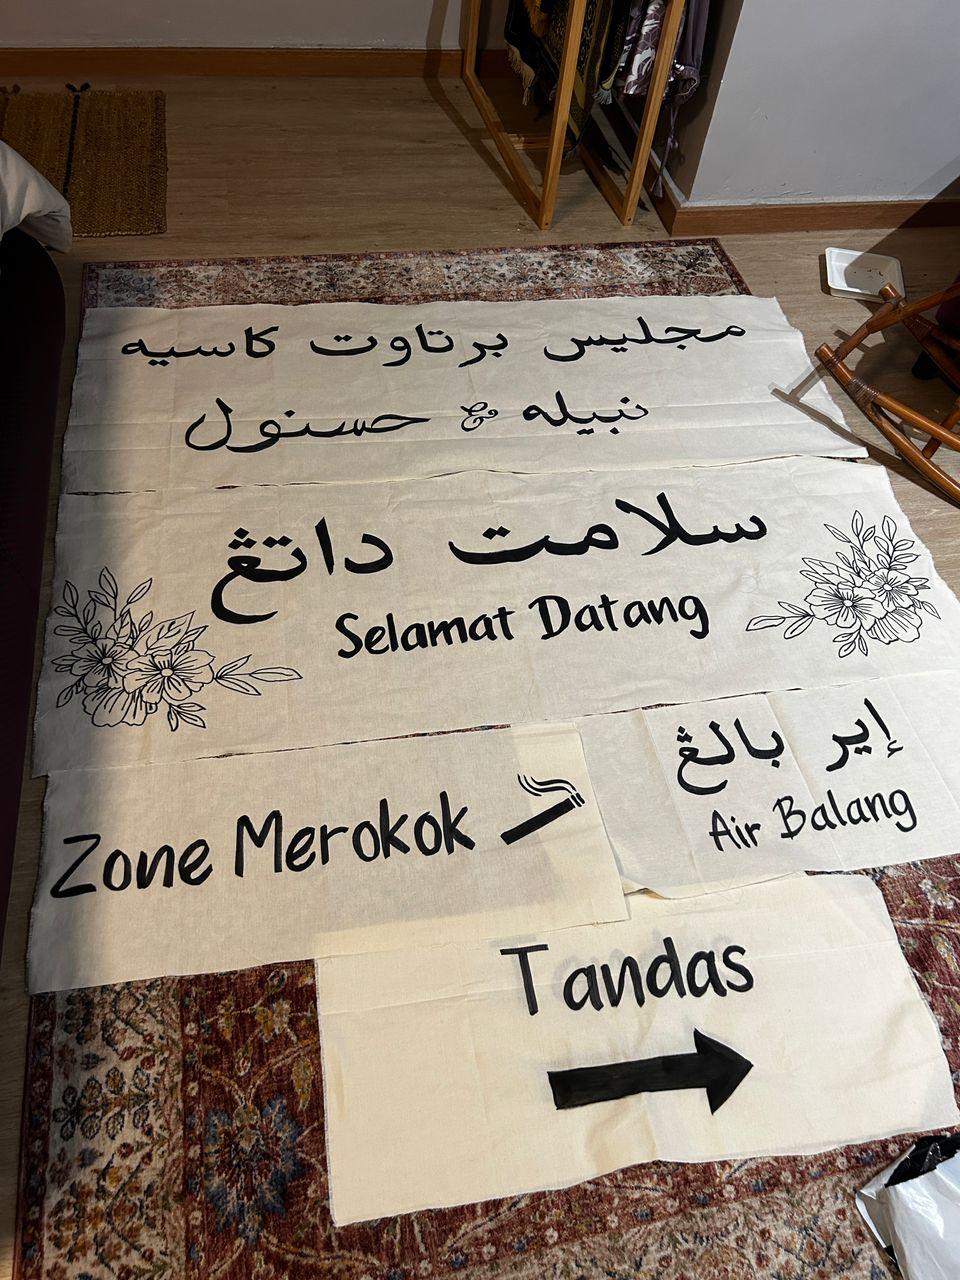 مجليس برتاوت كاسيه
نبيله حسنول
سلامت داتڠ
Selamat Datang
إير بالڠ
Air Balang
Zone Merokok
Tandas